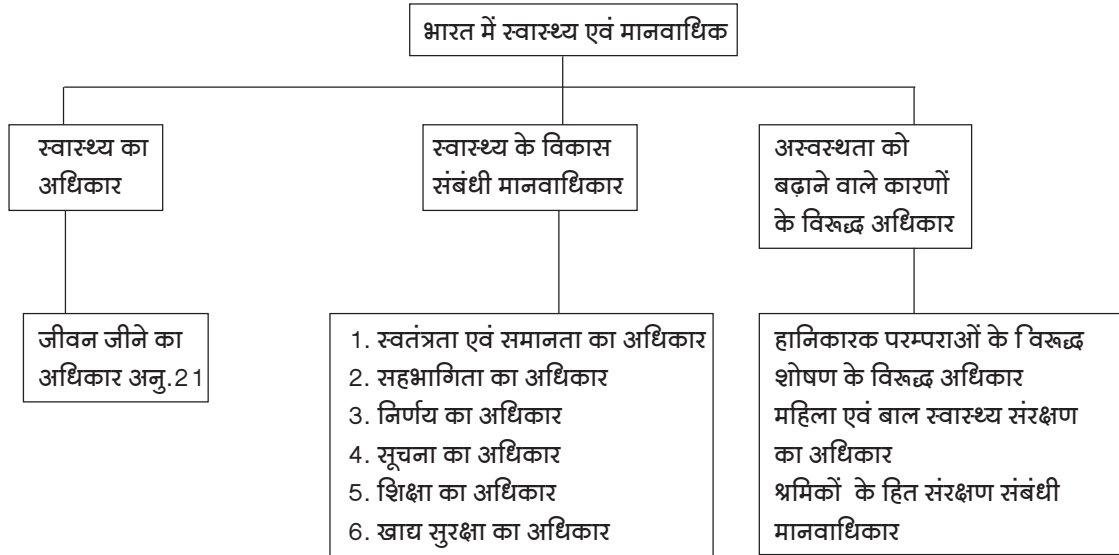 भारत में स्वास्थ्य एवं मानवाधिक
स्वास्थ्य का
अधिकार
स्वास्थ्य के विकास
संबंधी मानवाधिकार
अस्वस्थता को
बढ़ाने वाले कारणों
के विरूद्ध अधिकार
जीवन जीने का
अधिकार अनु.21
1. स्वतंत्रता एवं समानता का अधिकार
2. सहभागिता का अधिकार
3. निर्णय का अधिकार
4. सूचना का अधिकार
5. शिक्षा का अधिकार
6. खाद्य सुरक्षा का अधिकार
हानिकारक परम्पराओं के विरूद्ध
शोषण के विरूद्ध अधिकार
महिला एवं बाल स्वास्थ्य संरक्षण
का अधिकार
श्रमिकों के हित संरक्षण संबंधी
मानवाधिकार